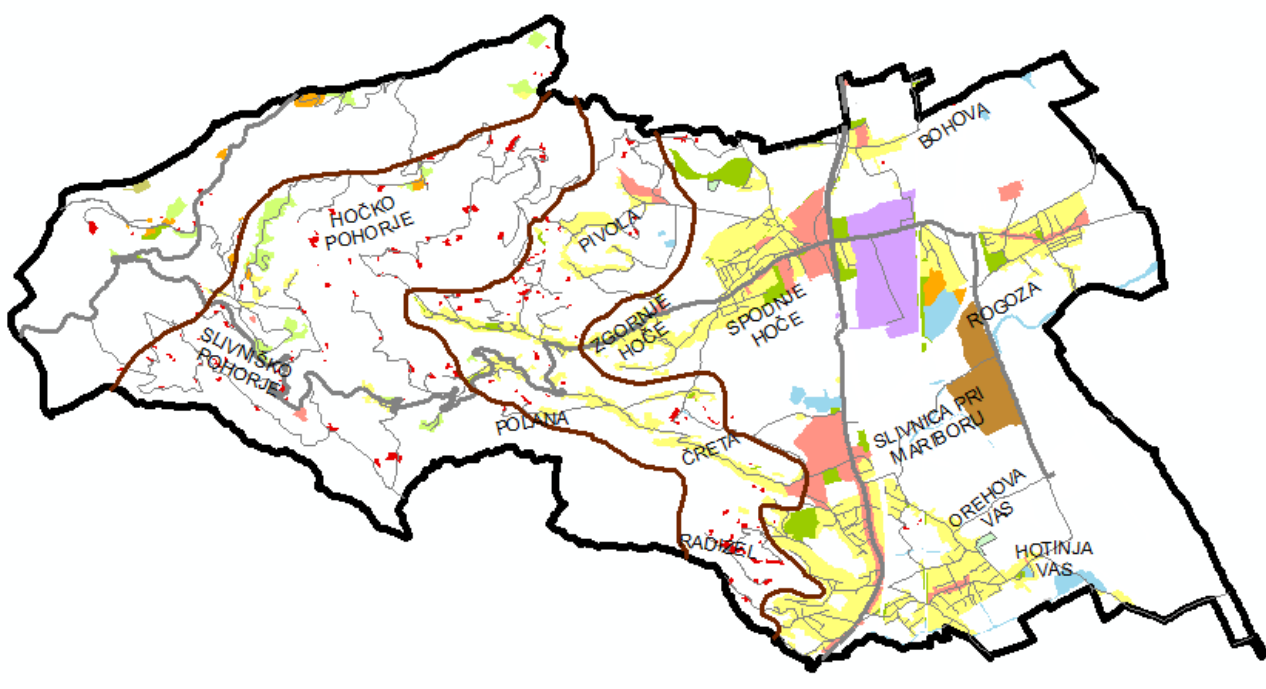 BOHOVA
HOČKO
POHORJE
PIVOLA
ZGORNJE
HOČE
SPODNJE
HOČE
ROGOZA
SLIVNIŠKO
POHORJE
POLANA
ČRETA
SLIVNICA PRI
MARIBORU
OREHOVA
VAS
RADIZEL
HOTINJA
VAS